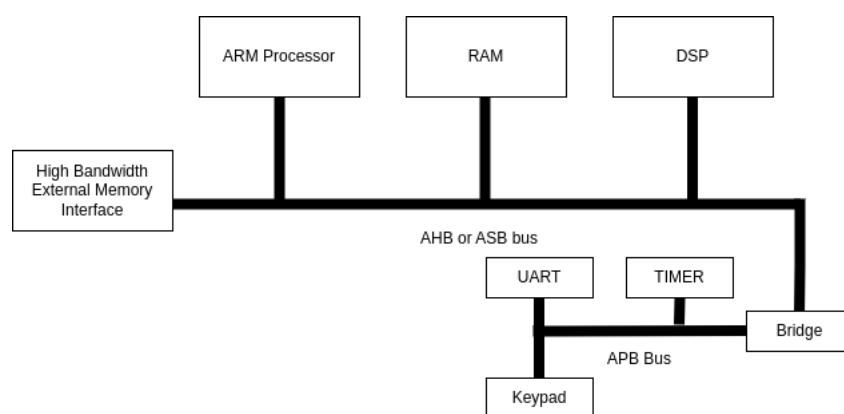 ARM Processor
RAM
DSP
High Bandwidth
External Memory
Interface
AHB or ASB bus
UART
TIMER
Bridge
APB Bus
Keypad